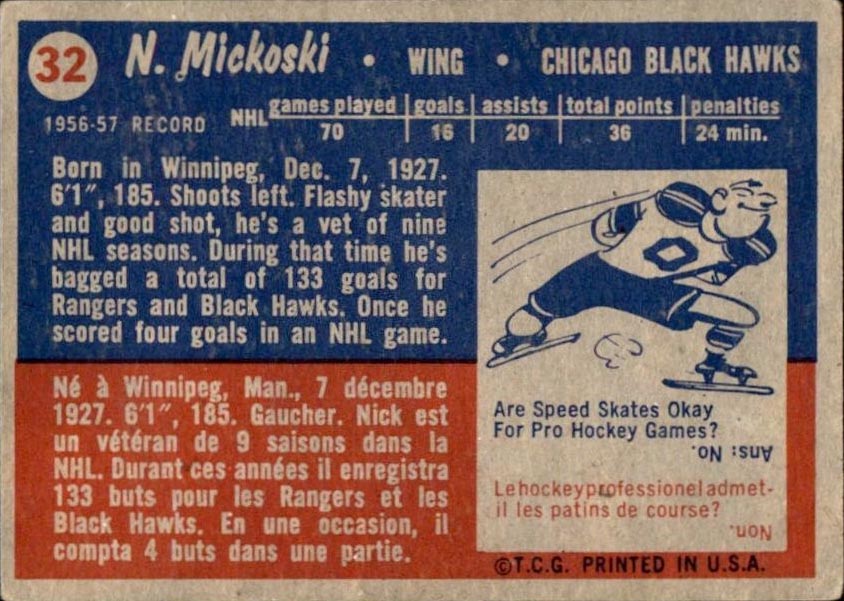 32 N. Mickoski • WING • CHICAGO BLACK HAWKS
1956-57 RECORD NHL games played goals assists total points penalties
70 16 20 36 24 min.
Born in Winnipeg, Dec. 7, 1927.
6'1", 185. Shoots left. Flashy skater
and good shot, he's a vet of nine
NHL seasons. During that time he's
bagged a total of 133 goals for
Rangers and Black Hawks. Once he
scored four goals in an NHL game.
Né à Winnipeg, Man., 7 décembre
1927. 6'1", 185. Gaucher. Nick est
un vétéran de 9 saisons dans la
NHL. Durant ces années il enregistra
133 buts pour les Rangers et les
Black Hawks. En une occasion, il
compta 4 buts dans une partie.
Are Speed Skates Okay
For Pro Hockey Games?
Ans: No.
Le hockey professionel admet-
il les patins de course?
Non.
©T.C.G. PRINTED IN U.S.A.